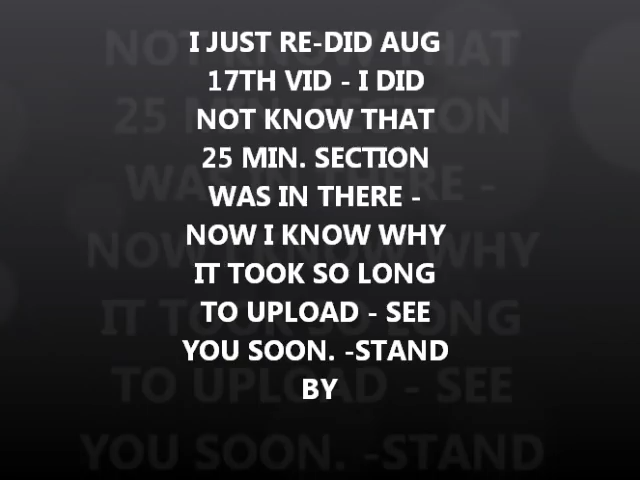 I JUST RE-DID AUG
17TH VID - I DID
NOT KNOW THAT
25 MIN. SECTION
WAS IN THERE -
NOW I KNOW WHY
IT TOOK SO LONG
TO UPLOAD - SEE
YOU SOON. -STAND
BY